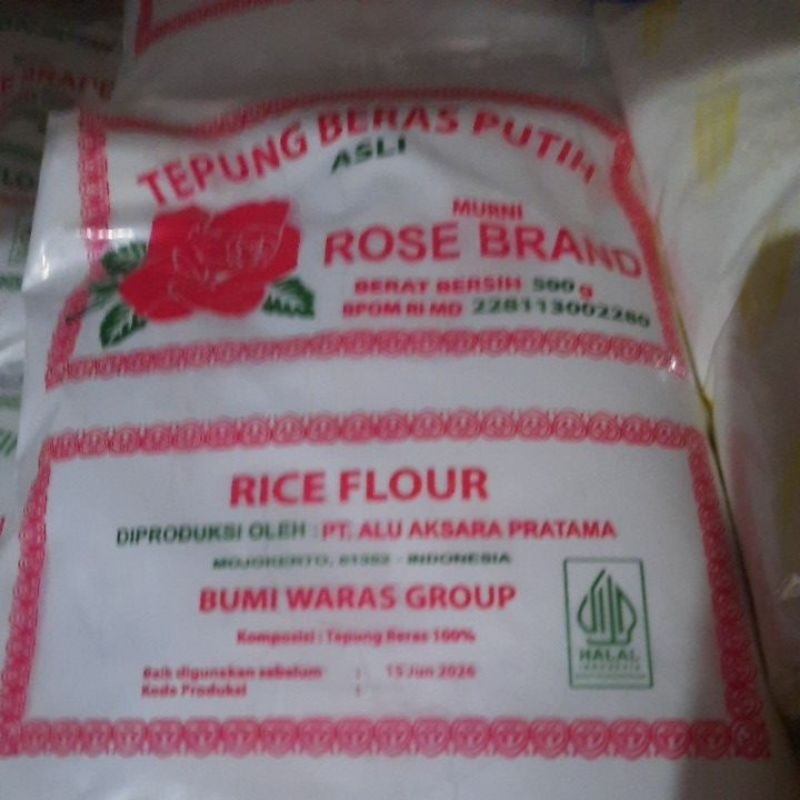 TEPUNG BERAS PUTIH
ASLI
MURNI
ROSE BRAND
BERAT BERSIH 500 g
BPOM RI MD 228113002280
RICE FLOUR
DIPRODUKSI OLEH : PT. ALU AKSARA PRATAMA
MOJOKERTO, 61382 - INDONESIA
BUMI WARAS GROUP
Komposisi : Tepung Beras 100%
HALAL
INDONESIA
Baik digunakan sebelum : 15 Jun 2026
Kode Produksi :